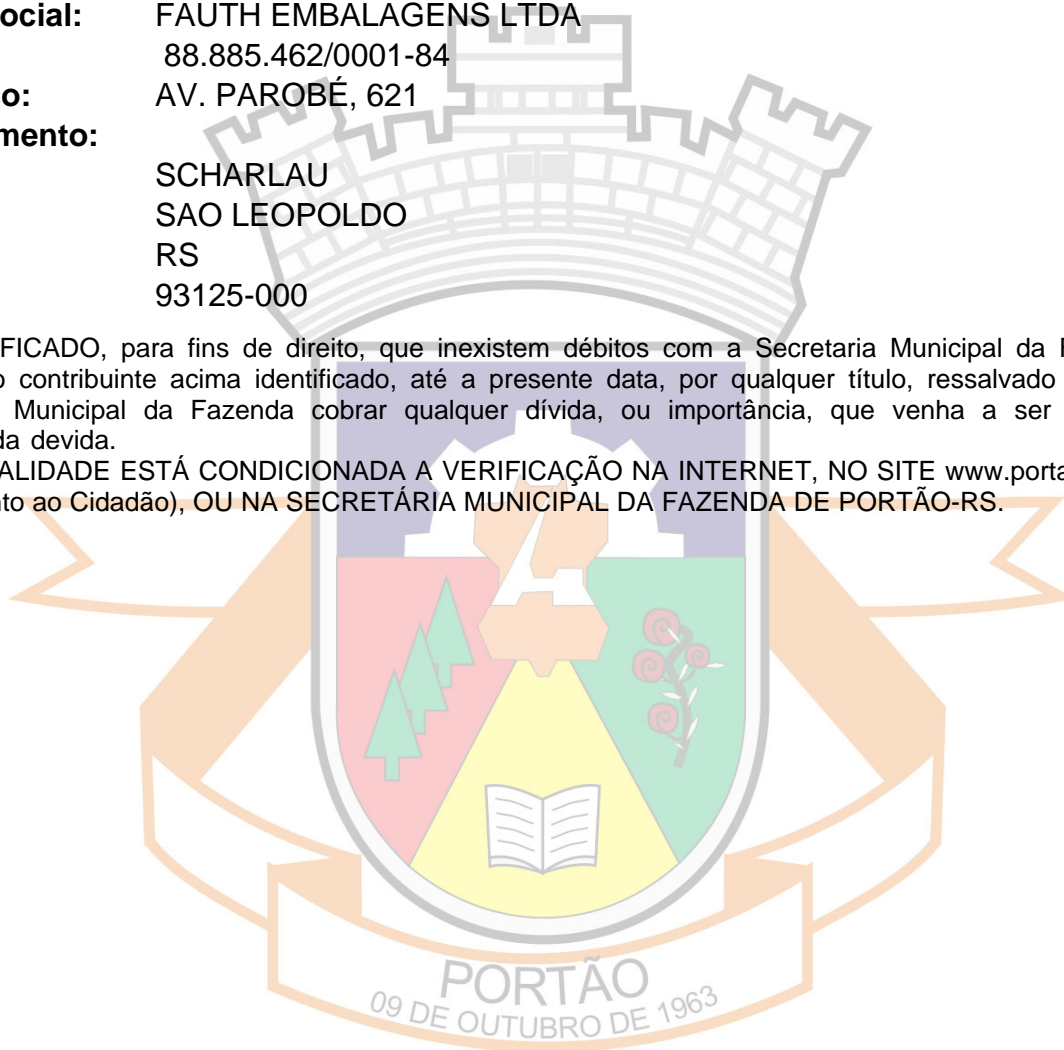 ocial: FAUTH EMBALAGENS LTDA
88.885.462/0001-84
o: AV. PAROBÉ, 621
mento:
SCHARLAU
SAO LEOPOLDO
RS
93125-000
FICADO, para fins de direito, que inexistem débitos com a Secretaria Municipal da F
o contribuinte acima identificado, até a presente data, por qualquer título, ressalvado
Municipal da Fazenda cobrar qualquer dívida, ou importância, que venha a ser
da devida.
ALIDADE ESTÁ CONDICIONADA A VERIFICAÇÃO NA INTERNET, NO SITE www.porta
nto ao Cidadão), OU NA SECRETÁRIA MUNICIPAL DA FAZENDA DE PORTÃO-RS.
PORTÃO
09 DE OUTUBRO DE 1963